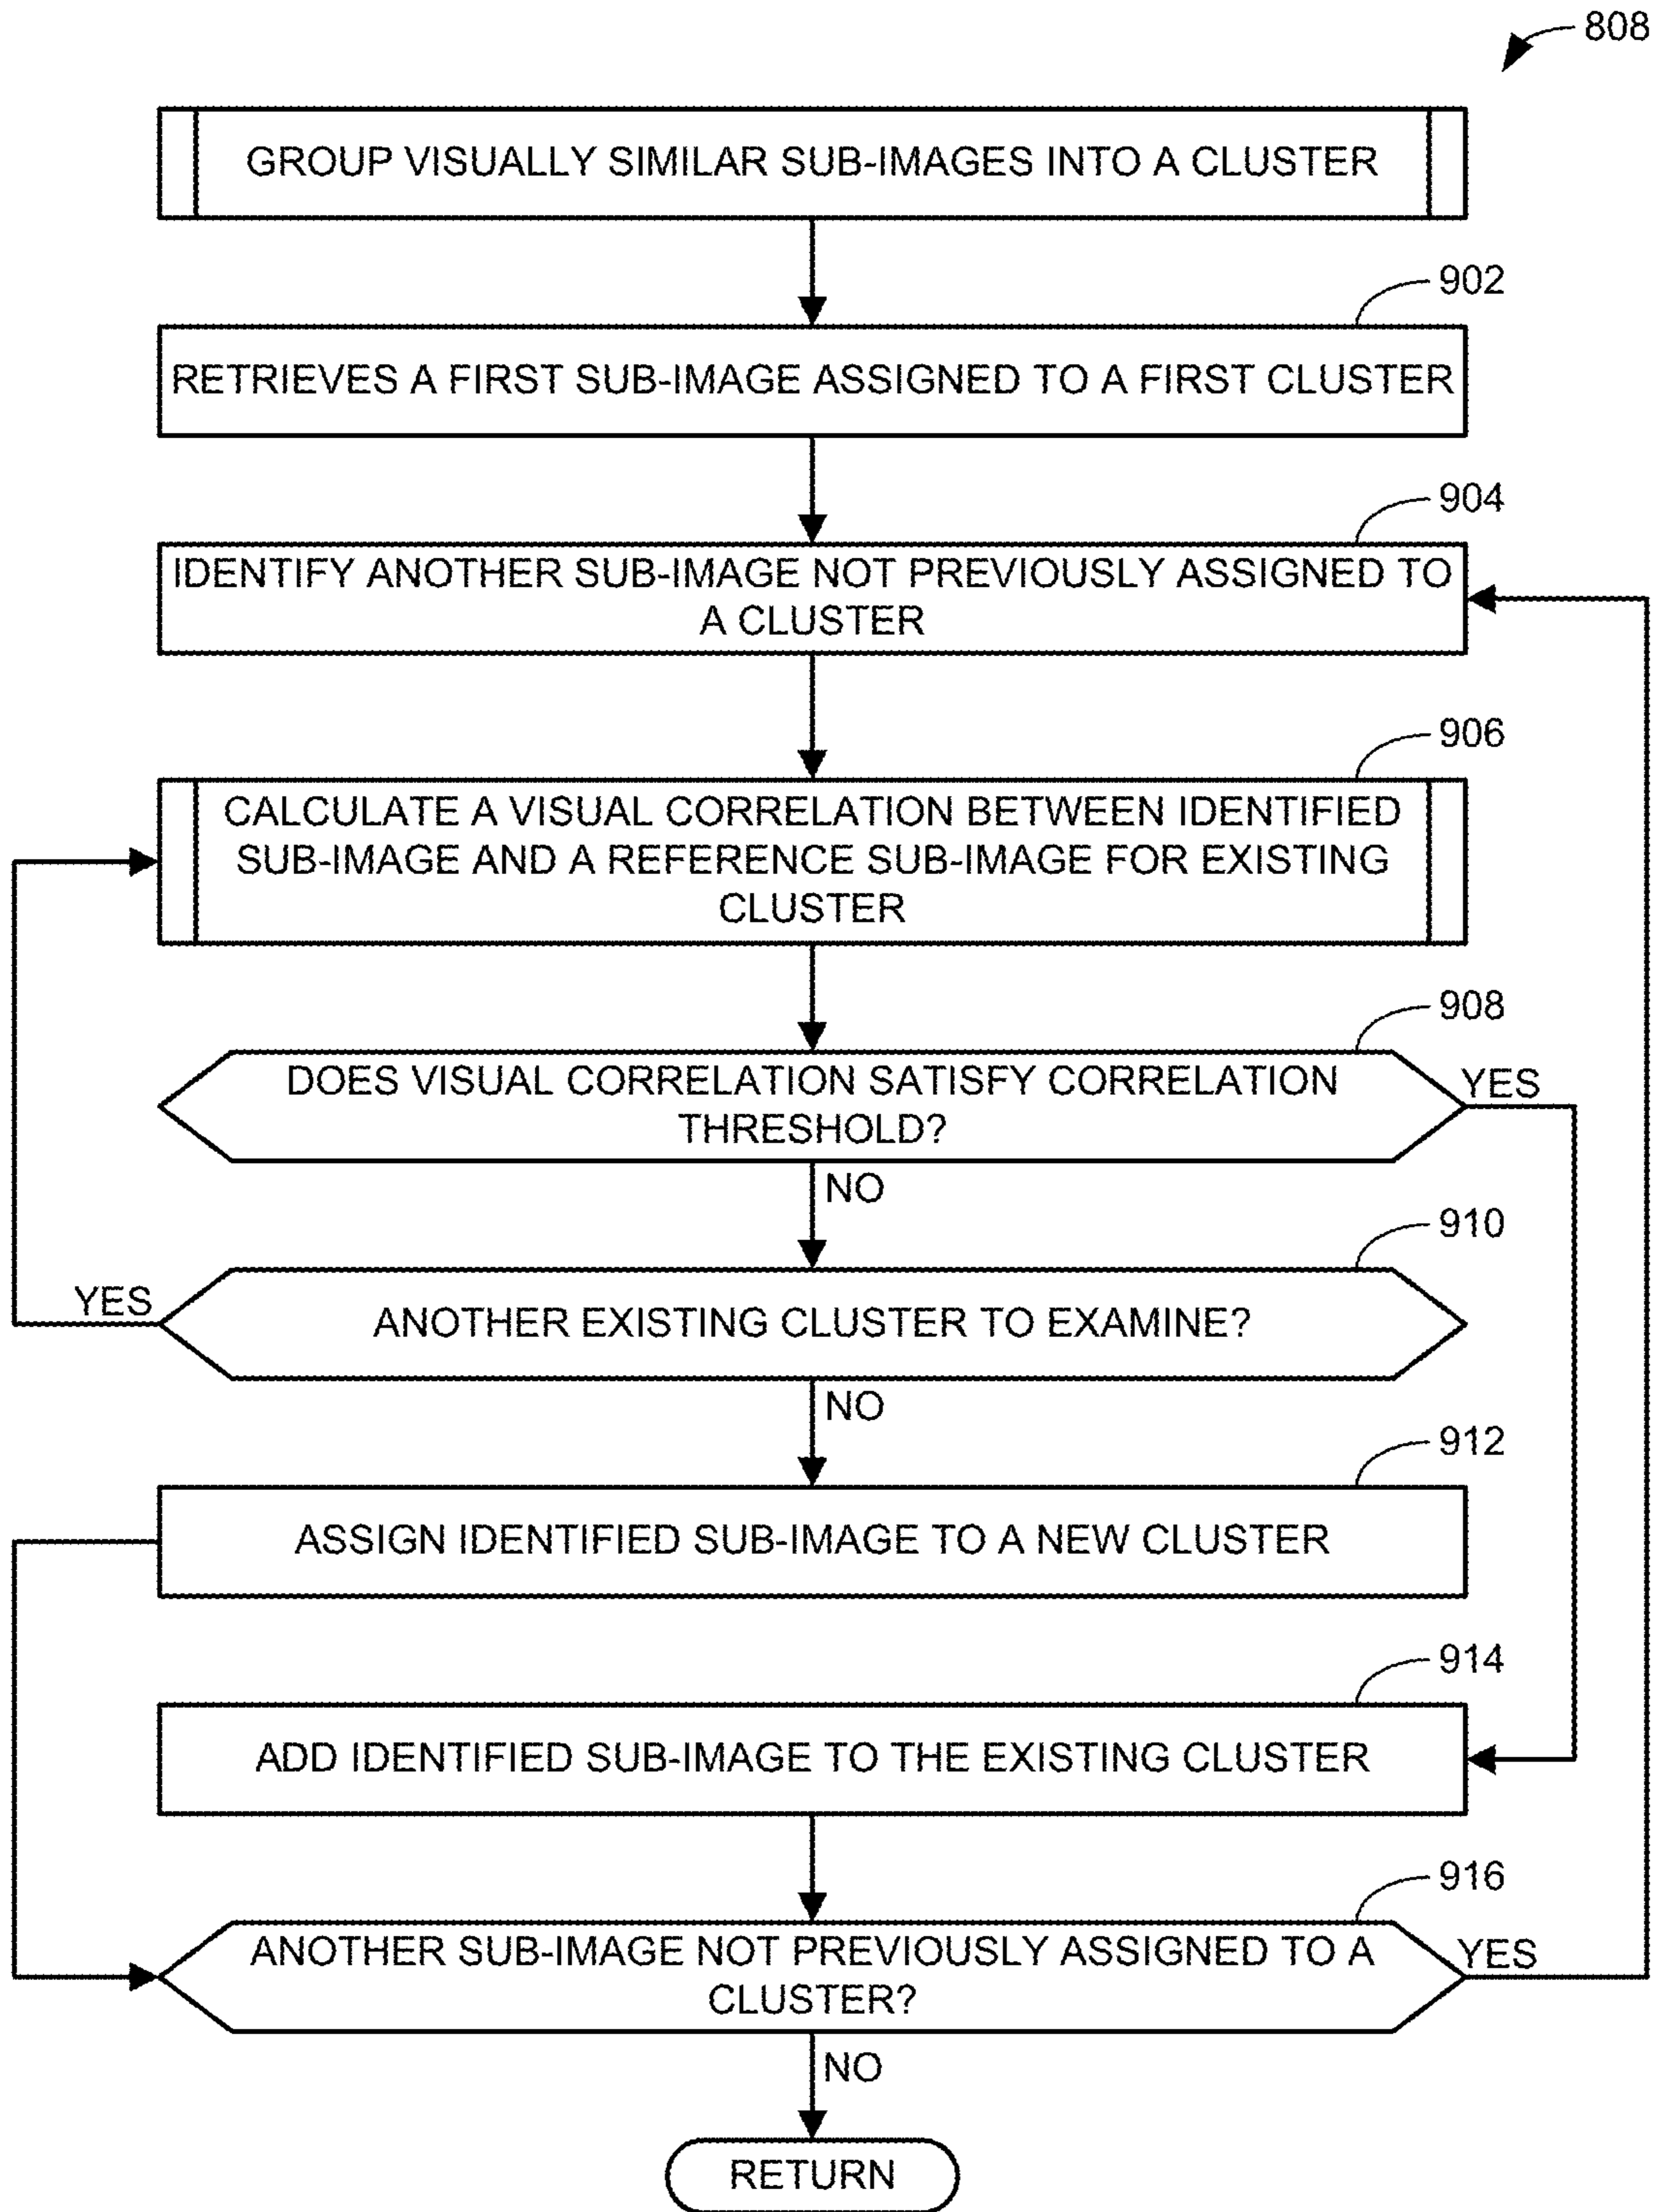 808
GROUP VISUALLY SIMILAR SUB-IMAGES INTO A CLUSTER
902
RETRIEVES A FIRST SUB-IMAGE ASSIGNED TO A FIRST CLUSTER
904
IDENTIFY ANOTHER SUB-IMAGE NOT PREVIOUSLY ASSIGNED TO
A CLUSTER
906
CALCULATE A VISUAL CORRELATION BETWEEN IDENTIFIED
SUB-IMAGE AND A REFERENCE SUB-IMAGE FOR EXISTING
CLUSTER
908
DOES VISUAL CORRELATION SATISFY CORRELATION
THRESHOLD?
YES
NO
910
ANOTHER EXISTING CLUSTER TO EXAMINE?
YES
NO
912
ASSIGN IDENTIFIED SUB-IMAGE TO A NEW CLUSTER
914
ADD IDENTIFIED SUB-IMAGE TO THE EXISTING CLUSTER
916
ANOTHER SUB-IMAGE NOT PREVIOUSLY ASSIGNED TO A
CLUSTER?
YES
NO
RETURN